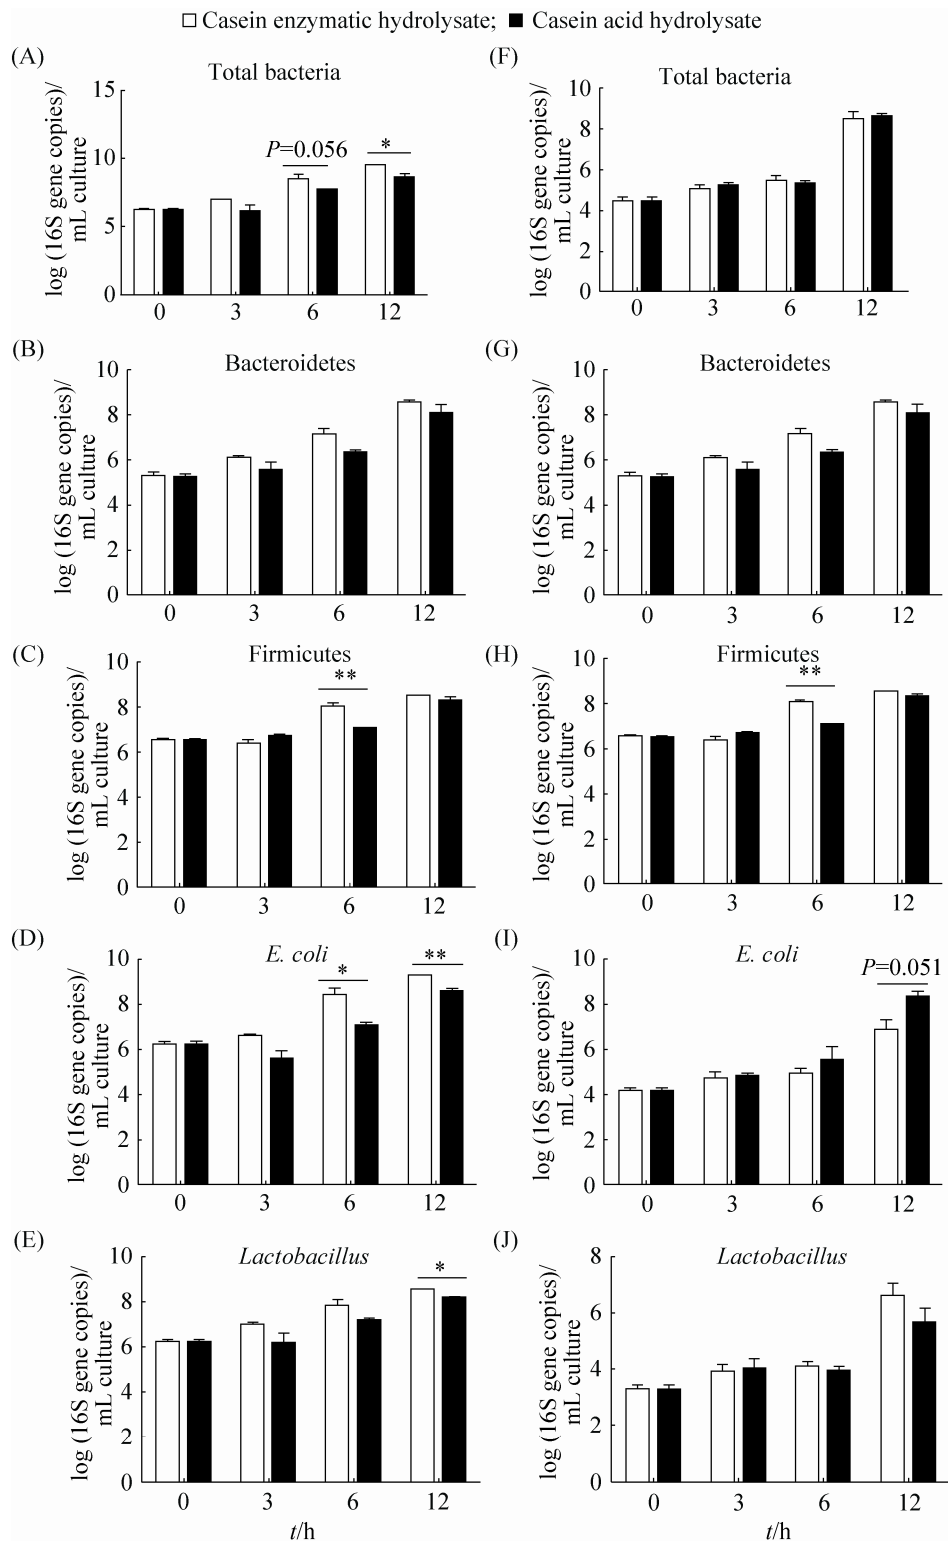 Casein enzymatic hydrolysate; Casein acid hydrolysate
(A)
Total bacteria
log (16S gene copies)/
mL culture
15
10
5
0
P=0.056
*
0 3 6 12
(F)
Total bacteria
log (16S gene copies)/
mL culture
10
8
6
4
2
0
0 3 6 12
(B)
Bacteroidetes
log (16S gene copies)/
mL culture
10
8
6
4
2
0
0 3 6 12
(G)
Bacteroidetes
log (16S gene copies)/
mL culture
10
8
6
4
2
0
0 3 6 12
(C)
Firmicutes
log (16S gene copies)/
mL culture
10
8
6
4
2
0
**
0 3 6 12
(H)
Firmicutes
log (16S gene copies)/
mL culture
10
8
6
4
2
0
**
0 3 6 12
(D)
E. coli
log (16S gene copies)/
mL culture
10
8
6
4
2
0
*
**
0 3 6 12
(I)
E. coli
log (16S gene copies)/
mL culture
10
8
6
4
2
0
P=0.051
0 3 6 12
(E)
Lactobacillus
log (16S gene copies)/
mL culture
10
8
6
4
2
0
*
0 3 6 12
t/h
(J)
Lactobacillus
log (16S gene copies)/
mL culture
8
6
4
2
0
0 3 6 12
t/h